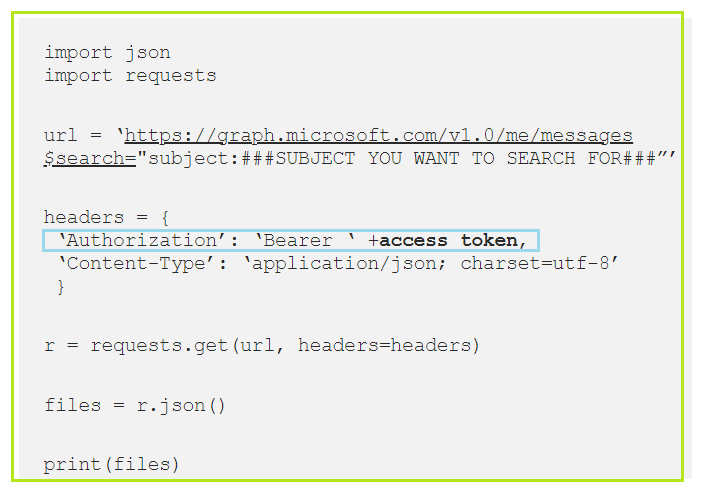 import json
import requests
url = ‘https://graph.microsoft.com/v1.0/me/messages
$search="subject:###SUBJECT YOU WANT TO SEARCH FOR###”’
headers = {
‘Authorization’: ‘Bearer ‘ +access token,
‘Content-Type’: ‘application/json; charset=utf-8’
}
r = requests.get(url, headers=headers)
files = r.json()
print(files)